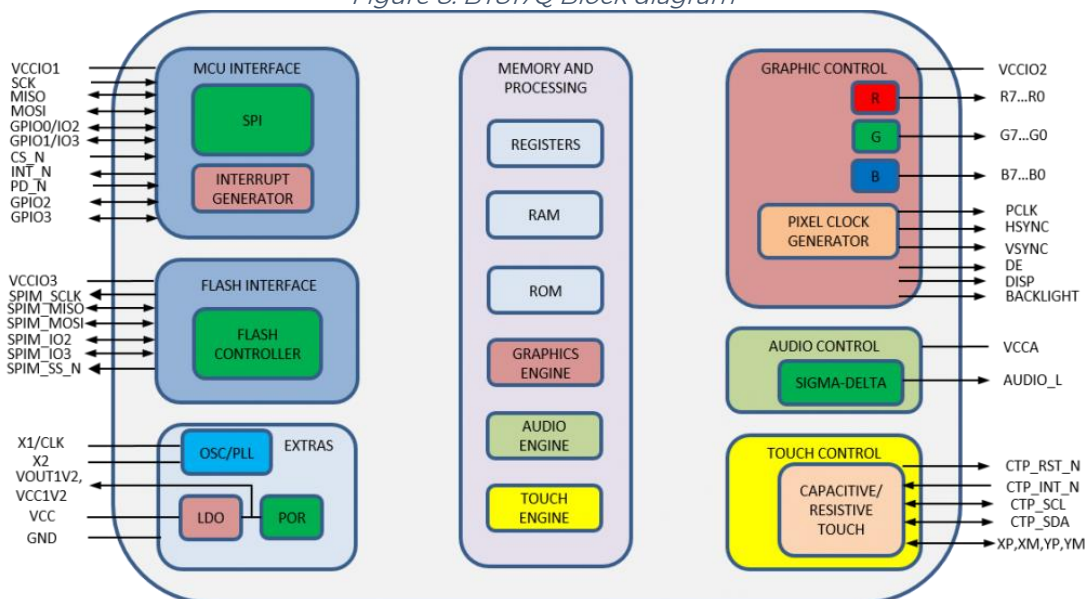 Figure
Block diagram
MCU INTERFACE
SPI
INTERRUPT
GENERATOR
VCCIO1
SCK
MISO
MOSI
GPIO0/IO2
GPIO1/IO3
CS_N
INT_N
PD_N
GPIO2
GPIO3
FLASH INTERFACE
FLASH
CONTROLLER
VCCIO3
SPIM_SCLK
SPIM_MISO
SPIM_MOSI
SPIM_IO2
SPIM_IO3
SPIM_SS_N
EXTRAS
OSC/PLL
LDO
POR
X1/CLK
X2
VOUT1V2,
VCC1V2
VCC
GND
MEMORY AND
PROCESSING
REGISTERS
RAM
ROM
GRAPHICS
ENGINE
AUDIO
ENGINE
TOUCH
ENGINE
GRAPHIC CONTROL
R
G
B
PIXEL CLOCK
GENERATOR
VCCIO2
R7...R0
G7...G0
B7...B0
PCLK
HSYNC
VSYNC
DE
DISP
BACKLIGHT
AUDIO CONTROL
SIGMA-DELTA
VCCA
AUDIO_L
TOUCH CONTROL
CAPACITIVE/
RESISTIVE
TOUCH
CTP_RST_N
CTP_INT_N
CTP_SCL
CTP_SDA
XP,XM,YP,YM